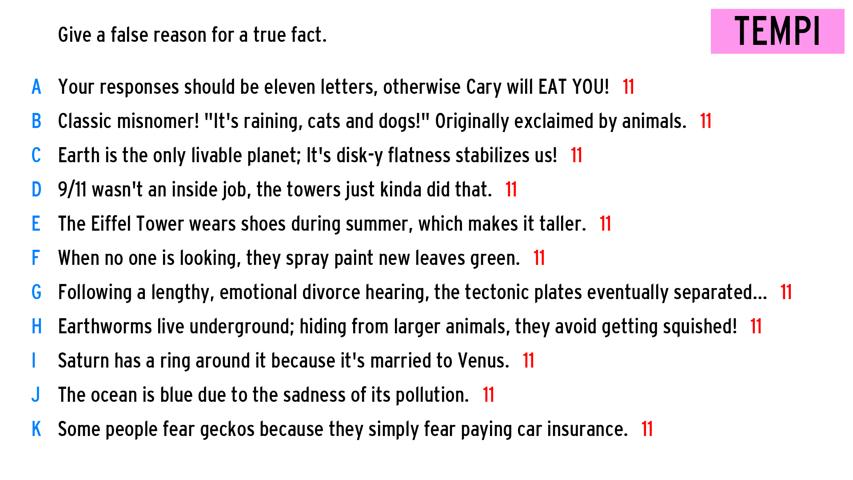 Give a false reason for a true fact.
TEMPI
A Your responses should be eleven letters, otherwise Cary will EAT YOU! 11
B Classic misnomer! "It's raining, cats and dogs!" Originally exclaimed by animals. 11
C Earth is the only livable planet; It's disk-y flatness stabilizes us! 11
D 9/11 wasn't an inside job, the towers just kinda did that. 11
E The Eiffel Tower wears shoes during summer, which makes it taller. 11
F When no one is looking, they spray paint new leaves green. 11
G Following a lengthy, emotional divorce hearing, the tectonic plates eventually separated... 11
H Earthworms live underground; hiding from larger animals, they avoid getting squished! 11
I Saturn has a ring around it because it's married to Venus. 11
J The ocean is blue due to the sadness of its pollution. 11
K Some people fear geckos because they simply fear paying car insurance. 11